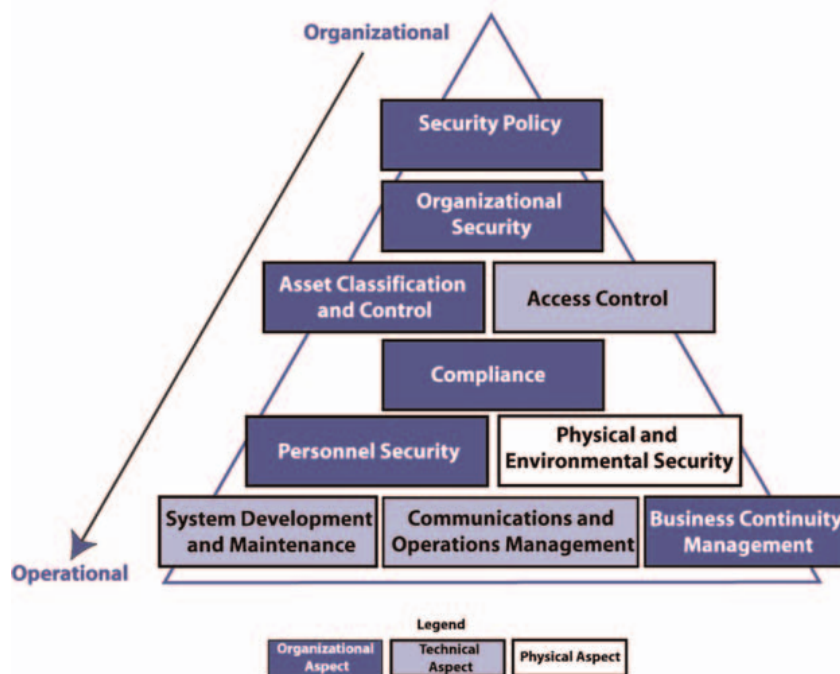 Organizational
Security Policy
Organizational
Security
Asset Classification
and Control
Access Control
Compliance
Personnel Security
Physical and
Environmental Security
System Development
and Maintenance
Communications and
Operations Management
Business Continuity
Management
Operational
Legend
Organizational
Aspect
Technical
Aspect
Physical Aspect